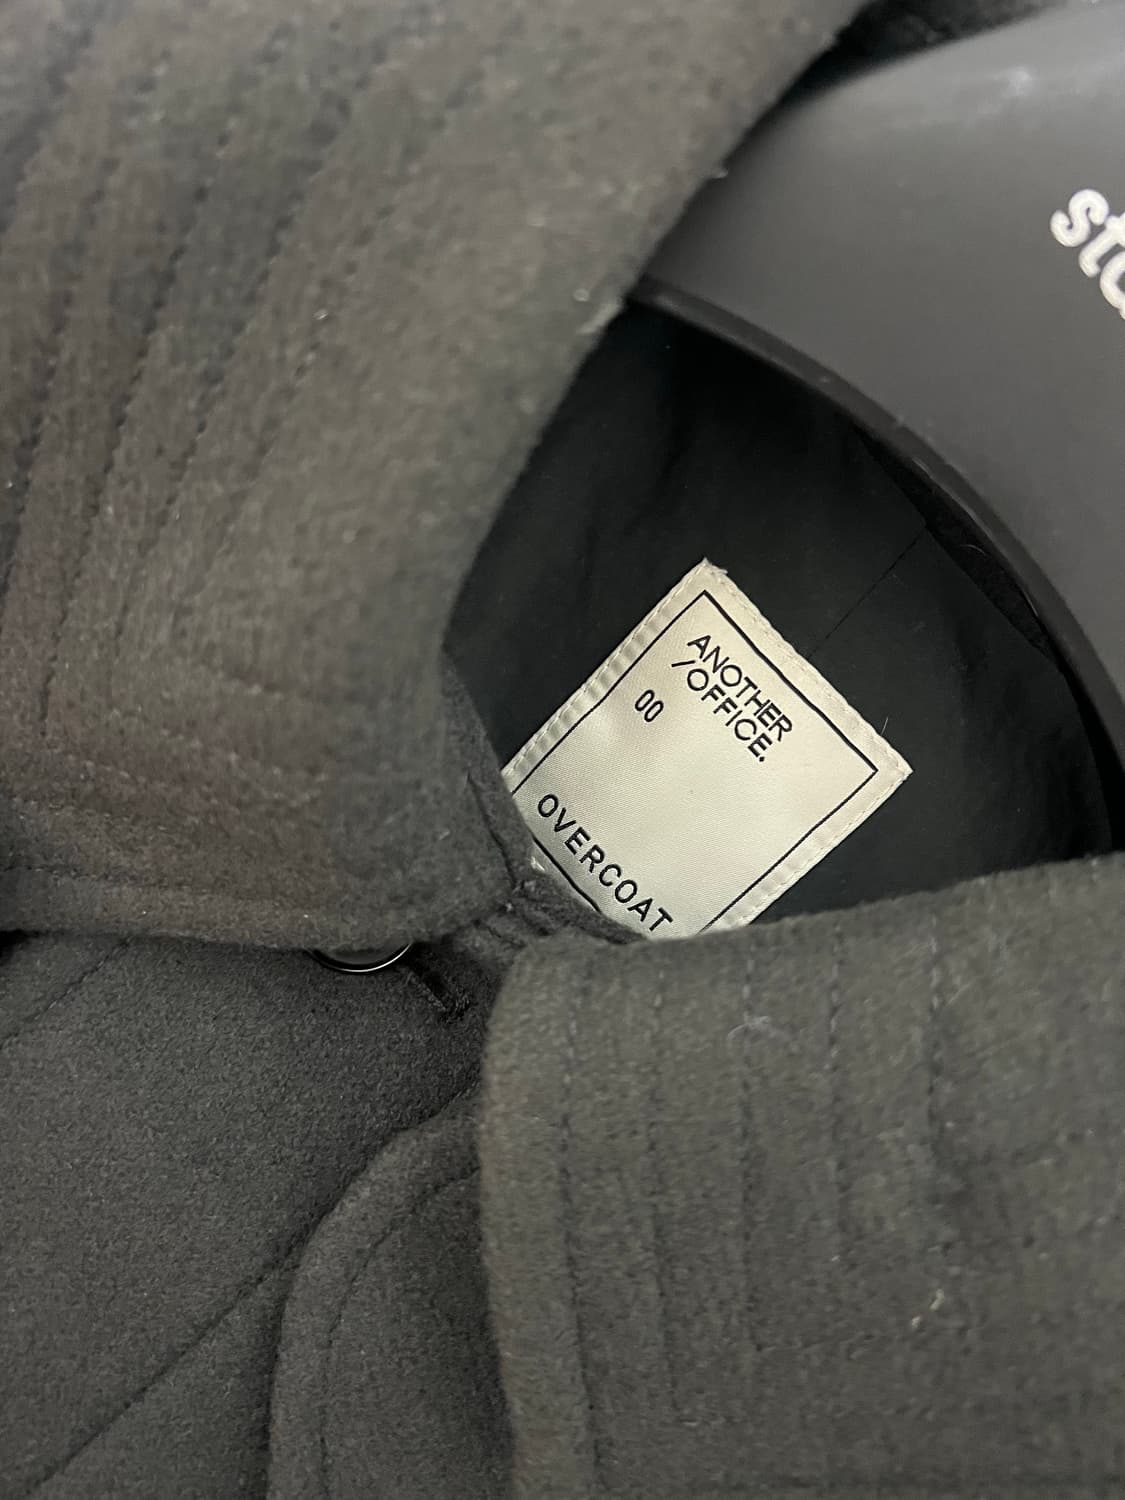 ANOTHER
/OFFICE.
00
OVERCOAT